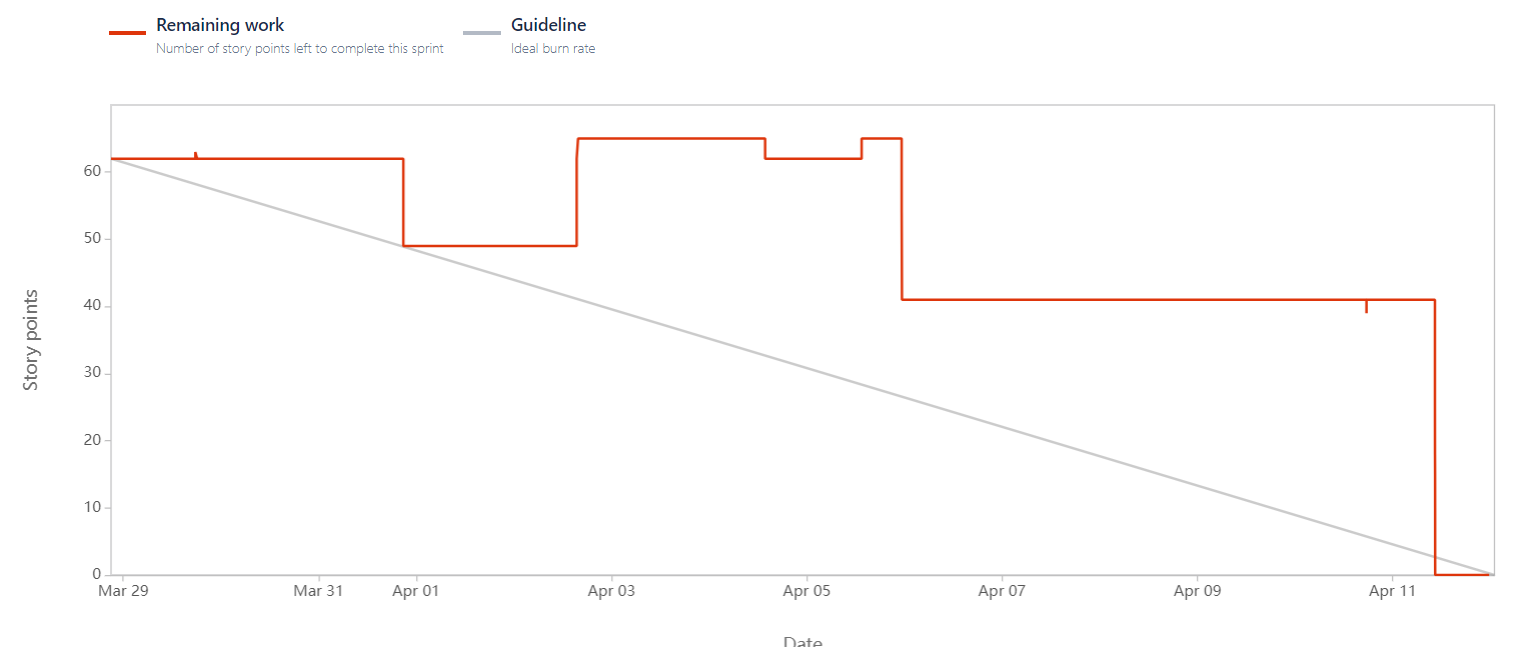 Remaining work
Number of story points left to complete this sprint
Guideline
Ideal burn rate
Story points
60
50
40
30
20
10
0
Mar 29
Mar 31
Apr 01
Apr 03
Apr 05
Apr 07
Apr 09
Apr 11
Date